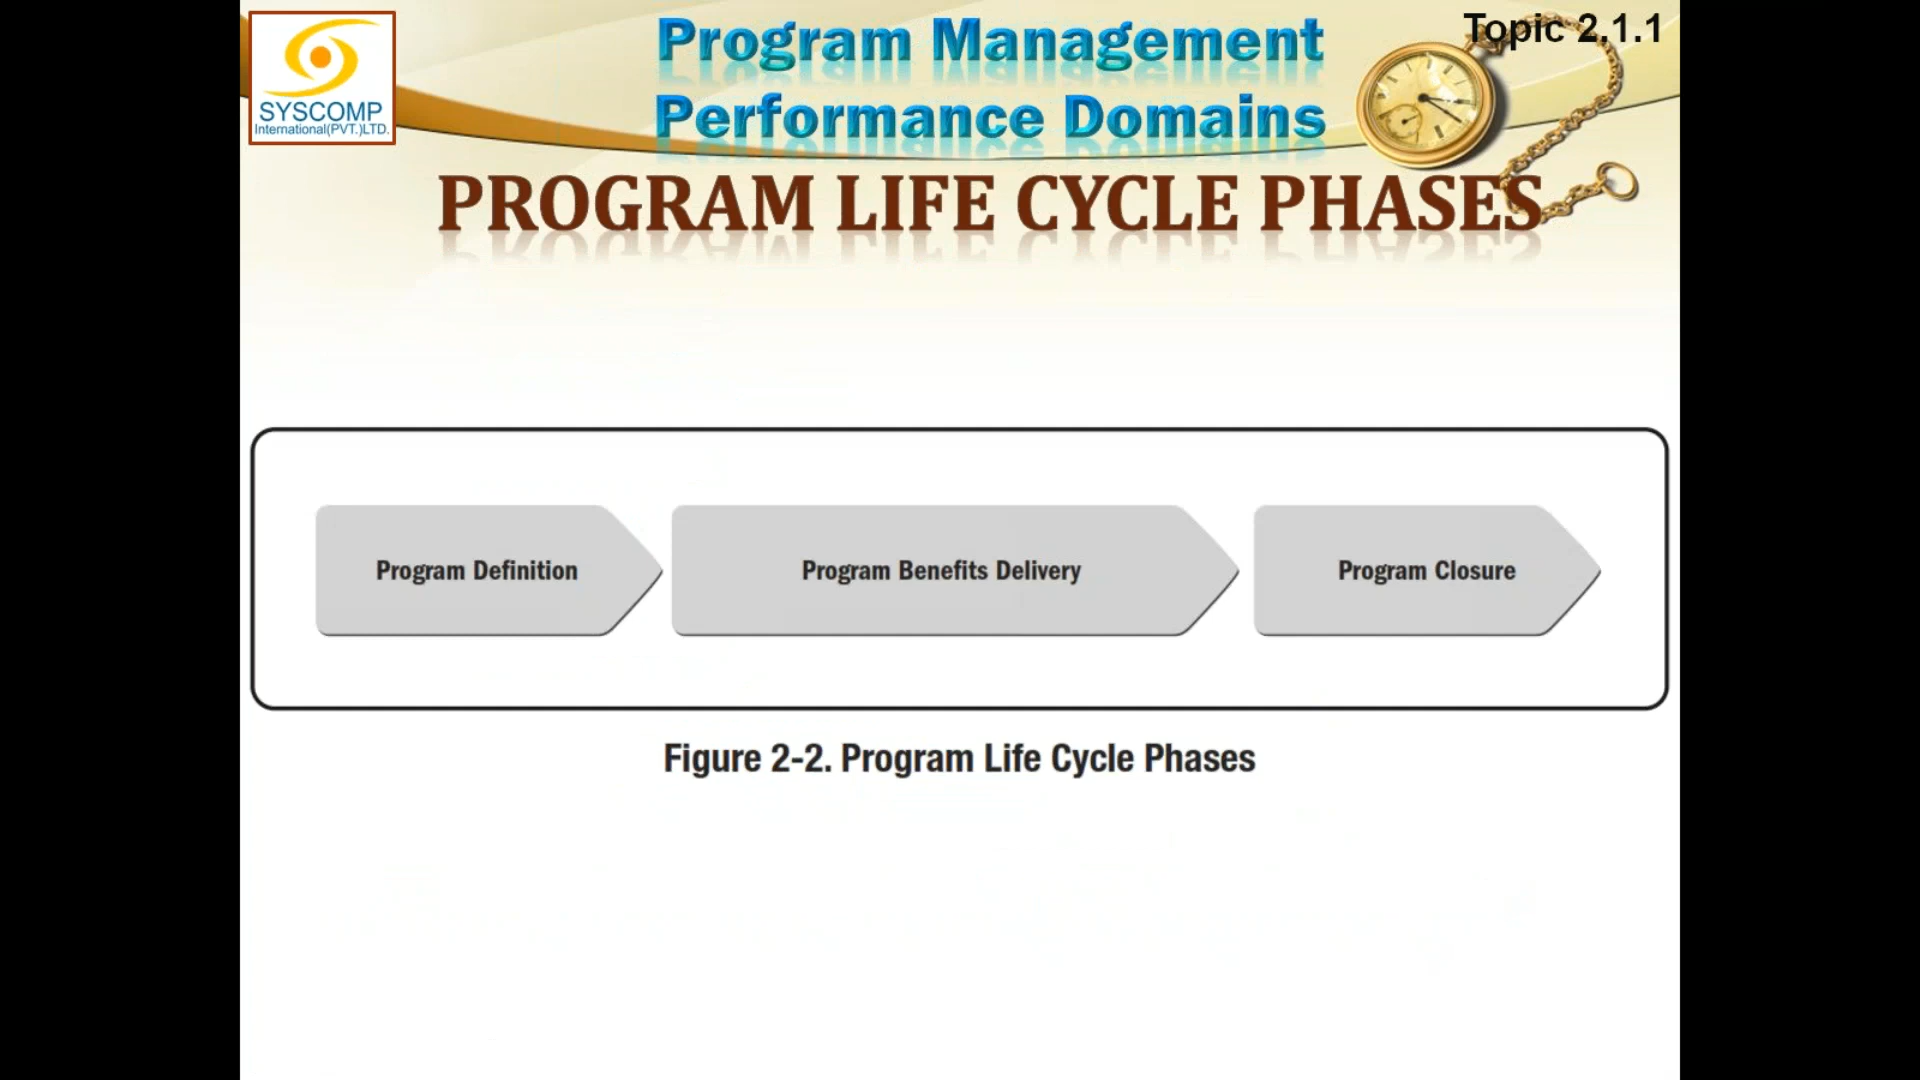 SYSCOMP
International(PVT.)LTD.
Program Management
Performance Domains
Topic 2.1.1
PROGRAM LIFE CYCLE PHASES
Program Definition
Program Benefits Delivery
Program Closure
Figure 2-2. Program Life Cycle Phases